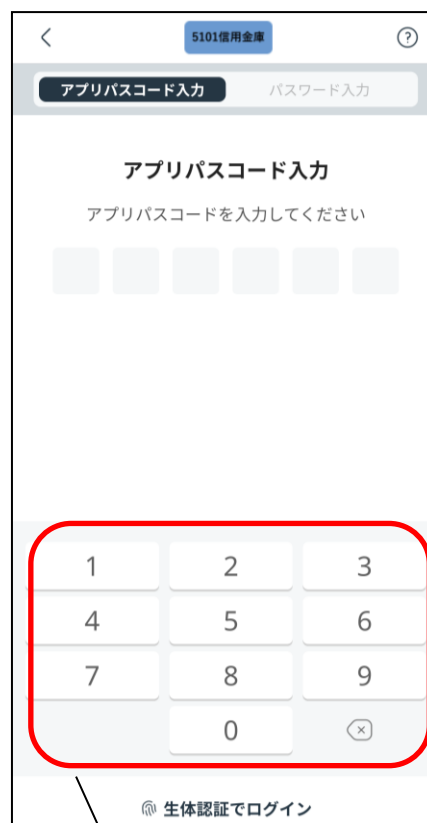 5101信用金庫
アプリパスコード入力 パスワード入力
アプリパスコード入力
アプリパスコードを入力してください
1 2 3
4 5 6
7 8 9
0
生体認証でログイン